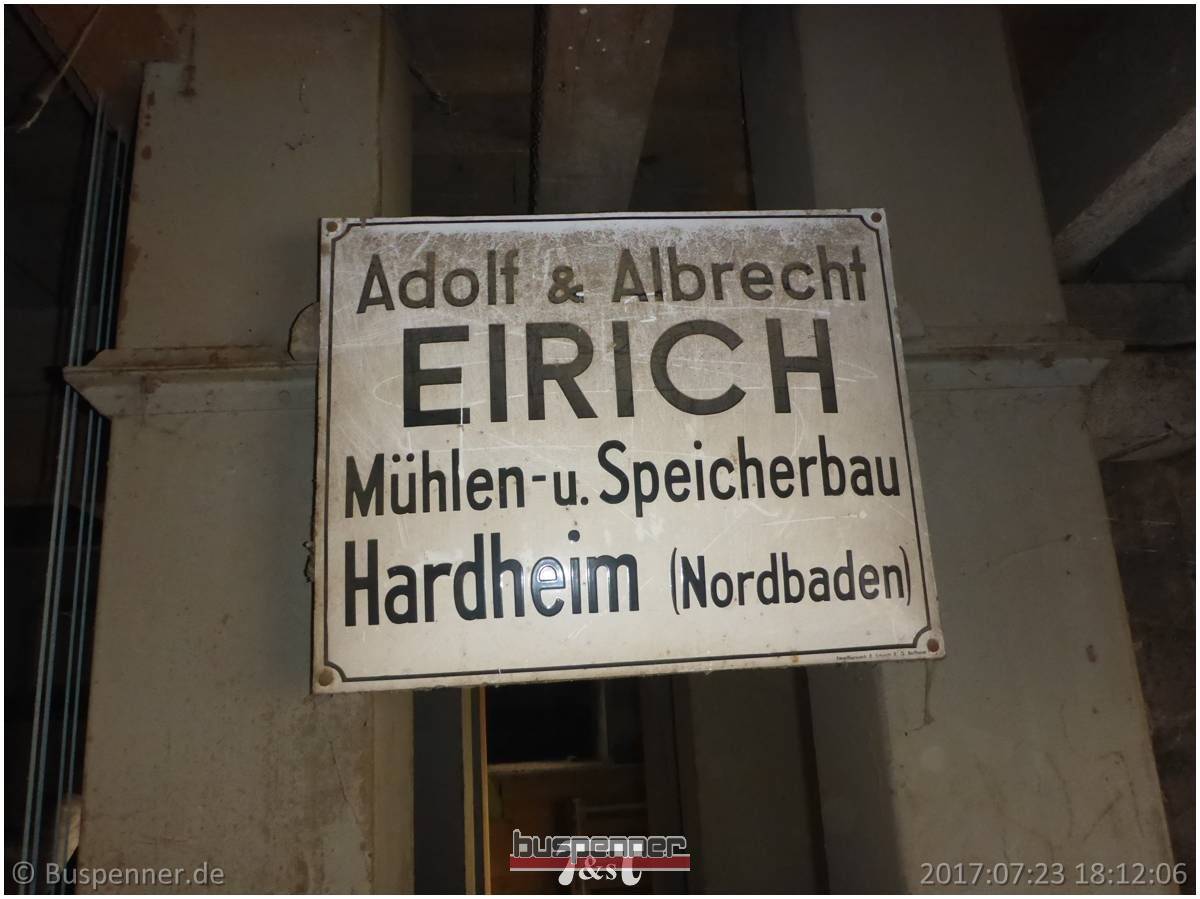 Adolf & Albrecht
EIRICH
Mühlen- u. Speicherbau
Hardheim (Nordbaden)
buspenner
© Buspenner.de
2017:07:23 18:12:06